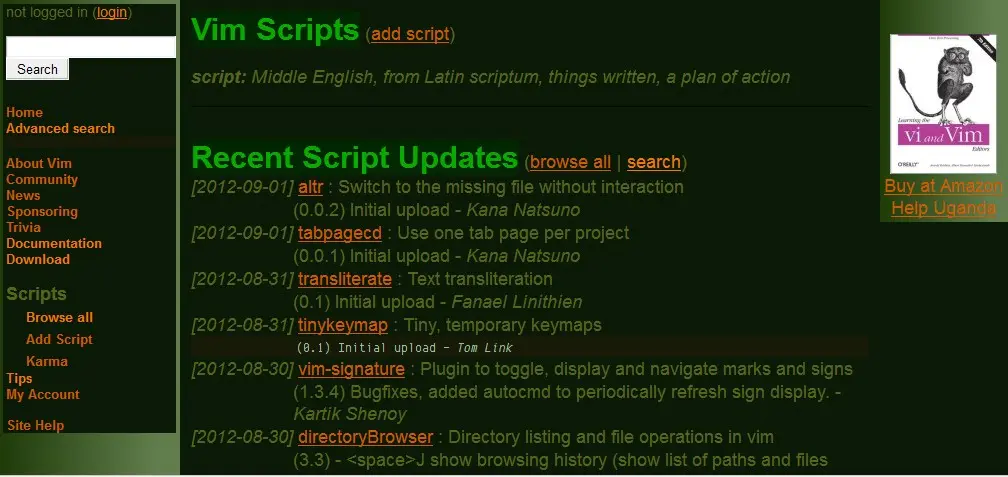 not logged in (login)
Search
Home
Advanced search
About Vim
Community
News
Sponsoring
Trivia
Documentation
Download
Scripts
Browse all
Add Script
Karma
Tips
My Account
Site Help
Vim Scripts (add script)
script: Middle English, from Latin scriptum, things written, a plan of action
Recent Script Updates (browse all | search)
[2012-09-01] altr : Switch to the missing file without interaction
(0.0.2) Initial upload - Kana Natsuno
[2012-09-01] tabpagecd : Use one tab page per project
(0.0.1) Initial upload - Kana Natsuno
[2012-08-31] transliterate : Text transliteration
(0.1) Initial upload - Fanael Linithien
[2012-08-31] tinykeymap : Tiny, temporary keymaps
(0.1) Initial upload - Tom Link
[2012-08-30] vim-signature : Plugin to toggle, display and navigate marks and signs
(1.3.4) Bugfixes, added autocmd to periodically refresh sign display. -
Kartik Shenoy
[2012-08-30] directoryBrowser : Directory listing and file operations in vim
(3.3) - <space>J show browsing history (show list of paths and files
Learning the
vi and Vim
Editors
O'REILLY
Buy at Amazon
Help Uganda